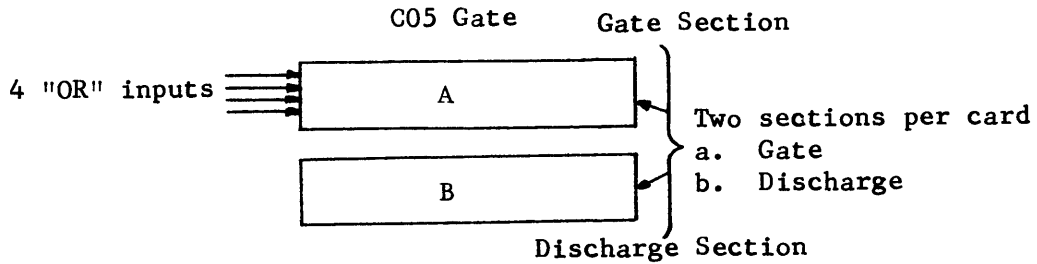 C05 Gate
Gate Section
4 "OR" inputs
A
Two sections per card
a. Gate
b. Discharge
B
Discharge Section